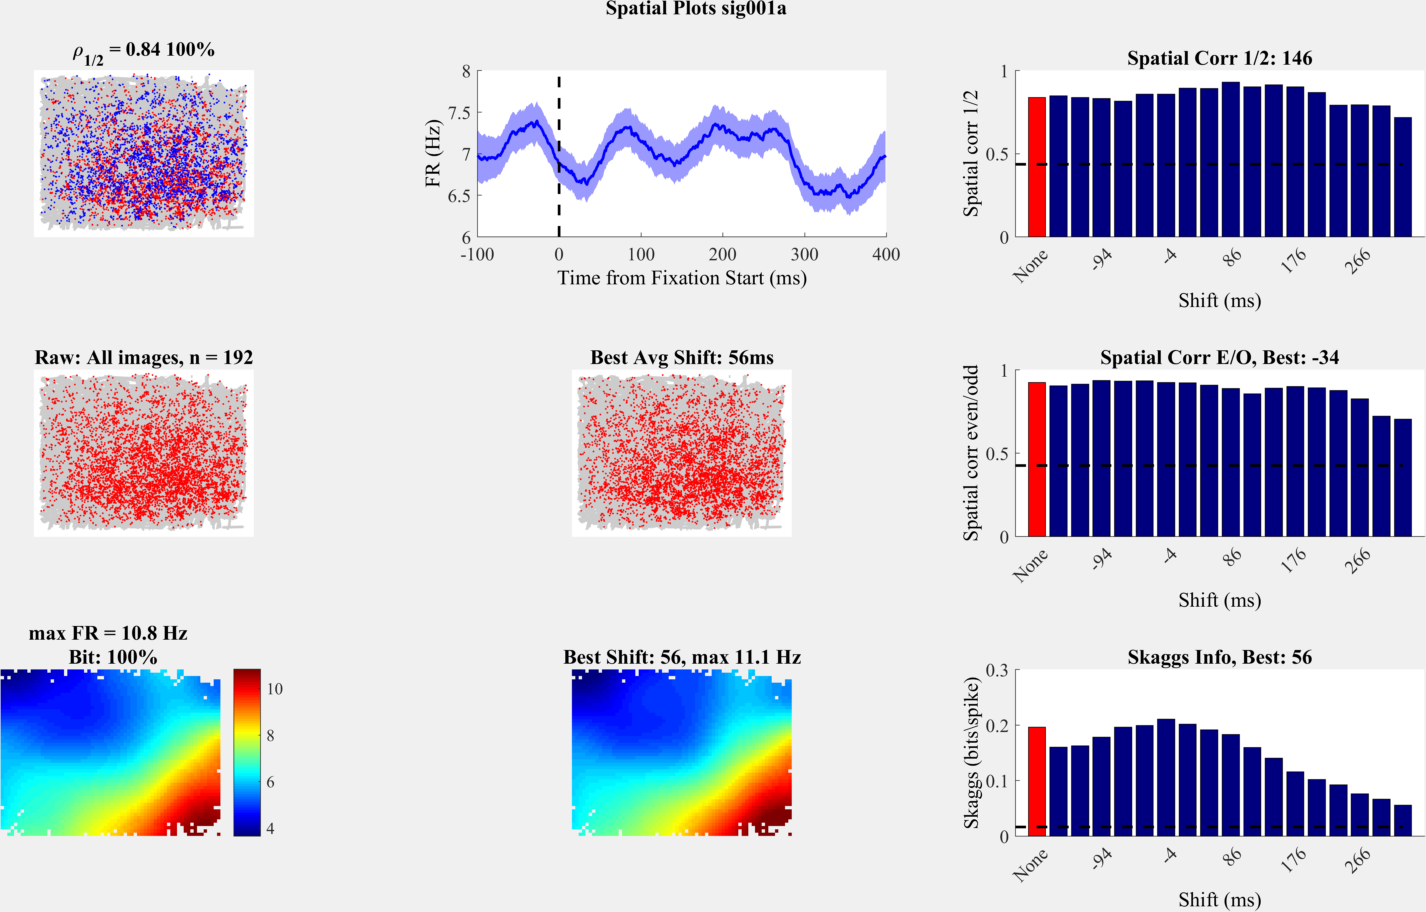 Spatial Plots sig001a
ρ1/2 = 0.84 100%
8
7.5
7
6.5
6
FR (Hz)
-100
0
100
200
300
400
Time from Fixation Start (ms)
Spatial Corr 1/2: 146
1
0.5
0
Spatial corr 1/2
None
-94
-4
86
176
266
Shift (ms)
Raw: All images, n = 192
Best Avg Shift: 56ms
Spatial Corr E/O, Best: -34
1
0.5
0
Spatial corr even/odd
None
-94
-4
86
176
266
Shift (ms)
max FR = 10.8 Hz
Bit: 100%
10
8
6
4
Best Shift: 56, max 11.1 Hz
Skaggs Info, Best: 56
0.3
0.2
0.1
0
Skaggs (bits\spike)
None
-94
-4
86
176
266
Shift (ms)